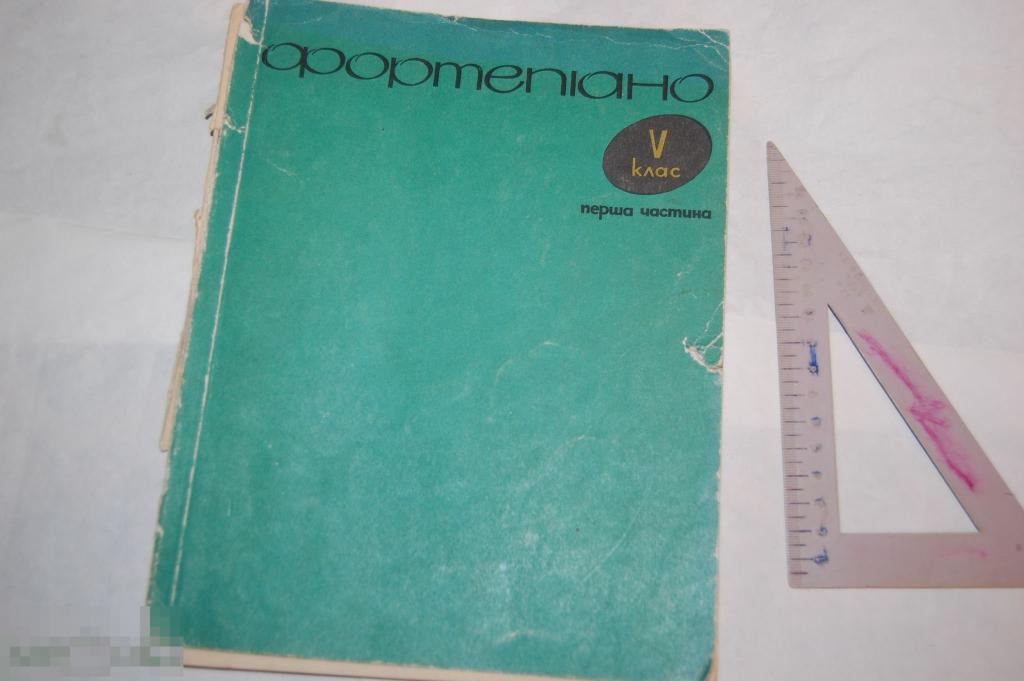 фортепіано
V
клас
перша частина